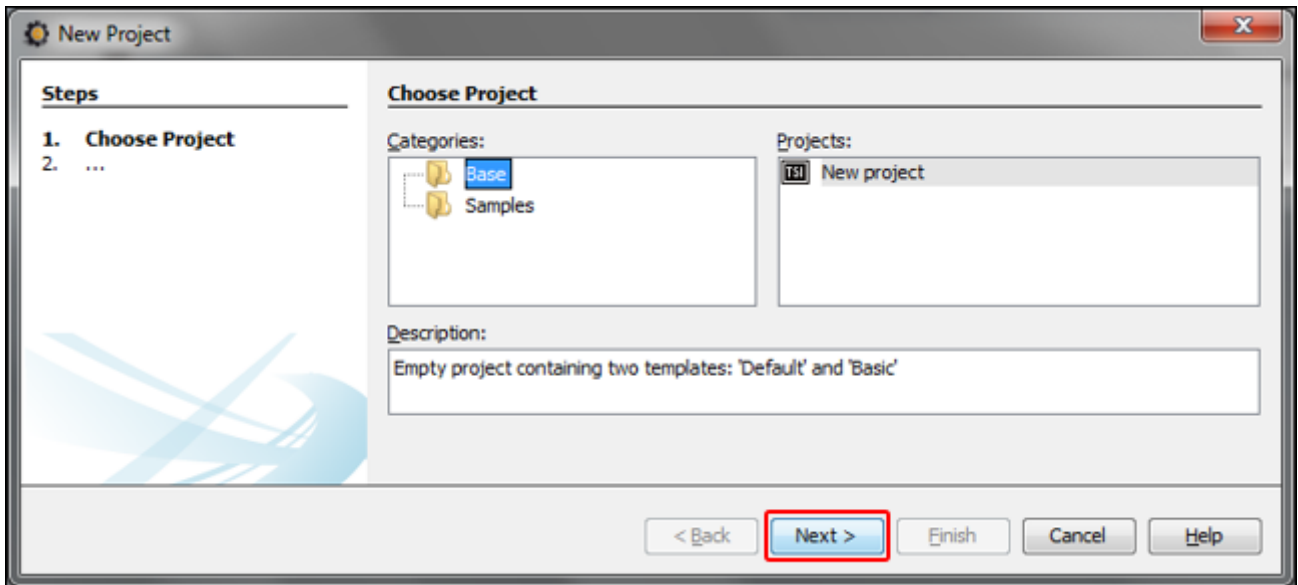 New Project
Steps
1. Choose Project
2. ...
Choose Project
Categories:
Base
Samples
Projects:
TSI New project
Description:
Empty project containing two templates: 'Default' and 'Basic'
< Back Next > Finish Cancel Help